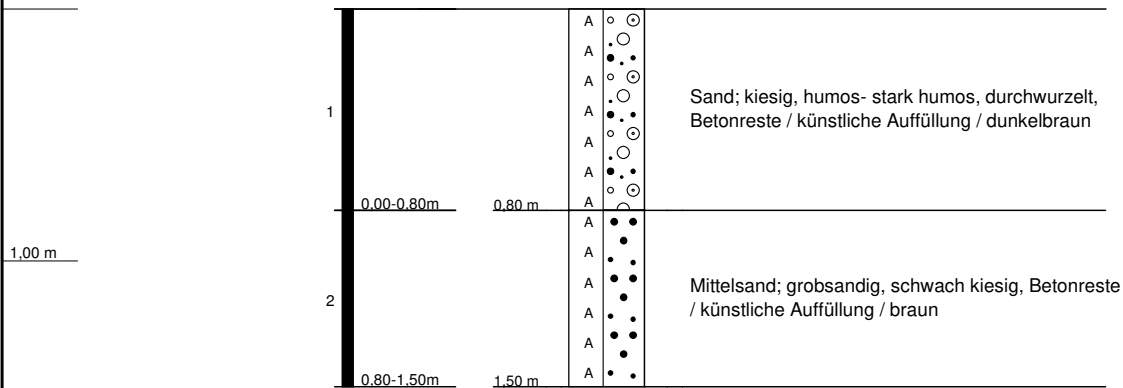 A
A
A
1
A
Sand; kiesig, humos- stark humos, durchwurzelt,
Betonreste / künstliche Auffüllung / dunkelbraun
A
A
0,00-0,80m 0,80 m A
A
1,00 m
A
A
2
A
Mittelsand; grobsandig, schwach kiesig, Betonreste
/ künstliche Auffüllung / braun
A
0,80-1,50m 1,50 m A